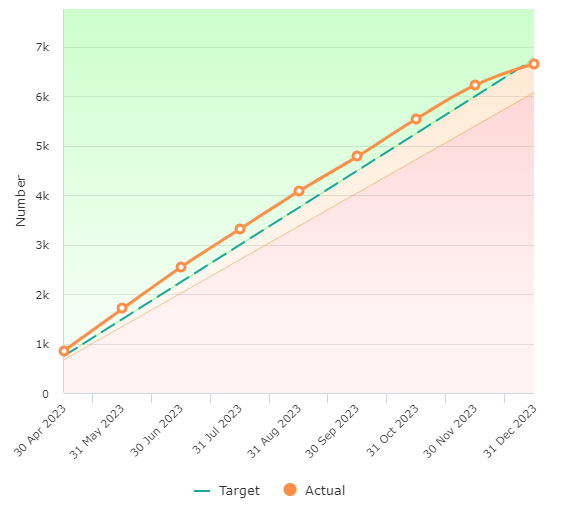 7k
6k
5k
4k
3k
2k
1k
0
Number
30 Apr 2023
31 May 2023
30 Jun 2023
31 Jul 2023
31 Aug 2023
30 Sep 2023
31 Oct 2023
30 Nov 2023
31 Dec 2023
Target Actual